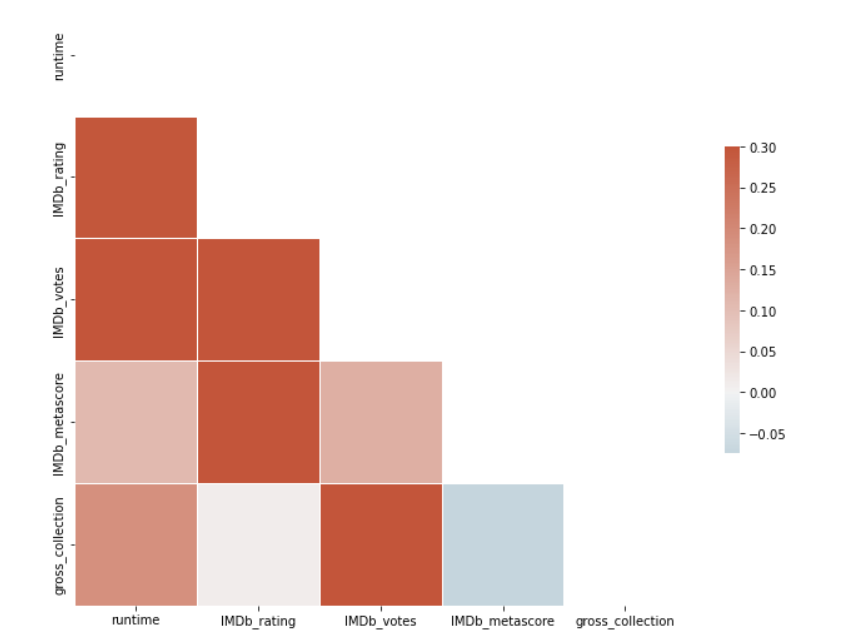 runtime
IMDb_rating
IMDb_votes
IMDb_metascore
gross_collection
runtime
IMDb_rating
IMDb_votes
IMDb_metascore
gross_collection
0.30
0.25
0.20
0.15
0.10
0.05
0.00
−0.05